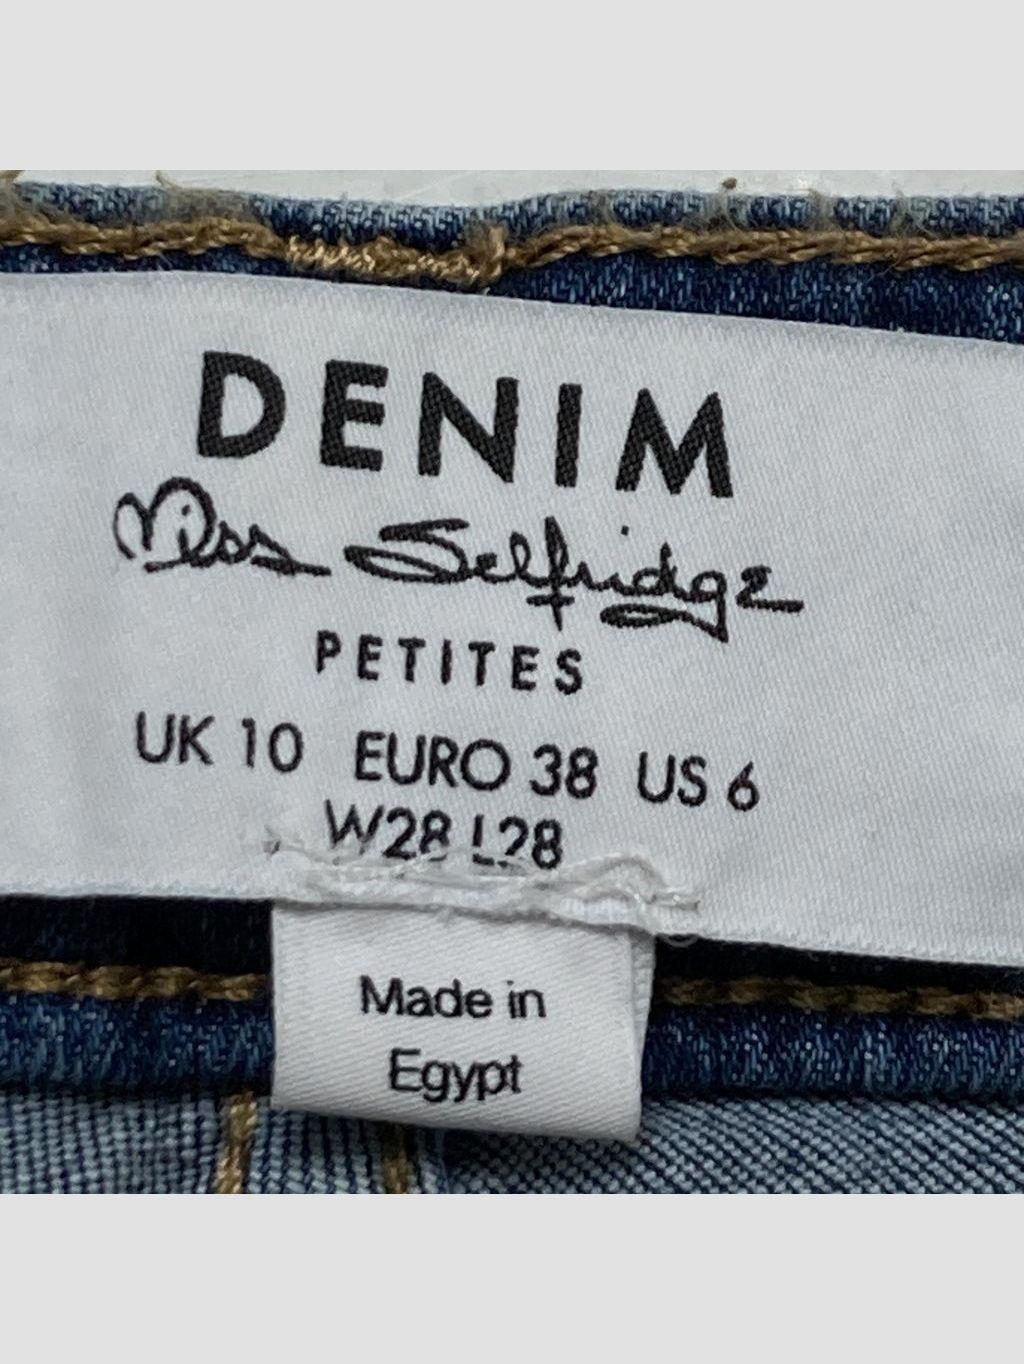 DENIM
Miss Selfridge
PETITES
UK 10 EURO 38 US 6
W28 L28
Made in
Egypt